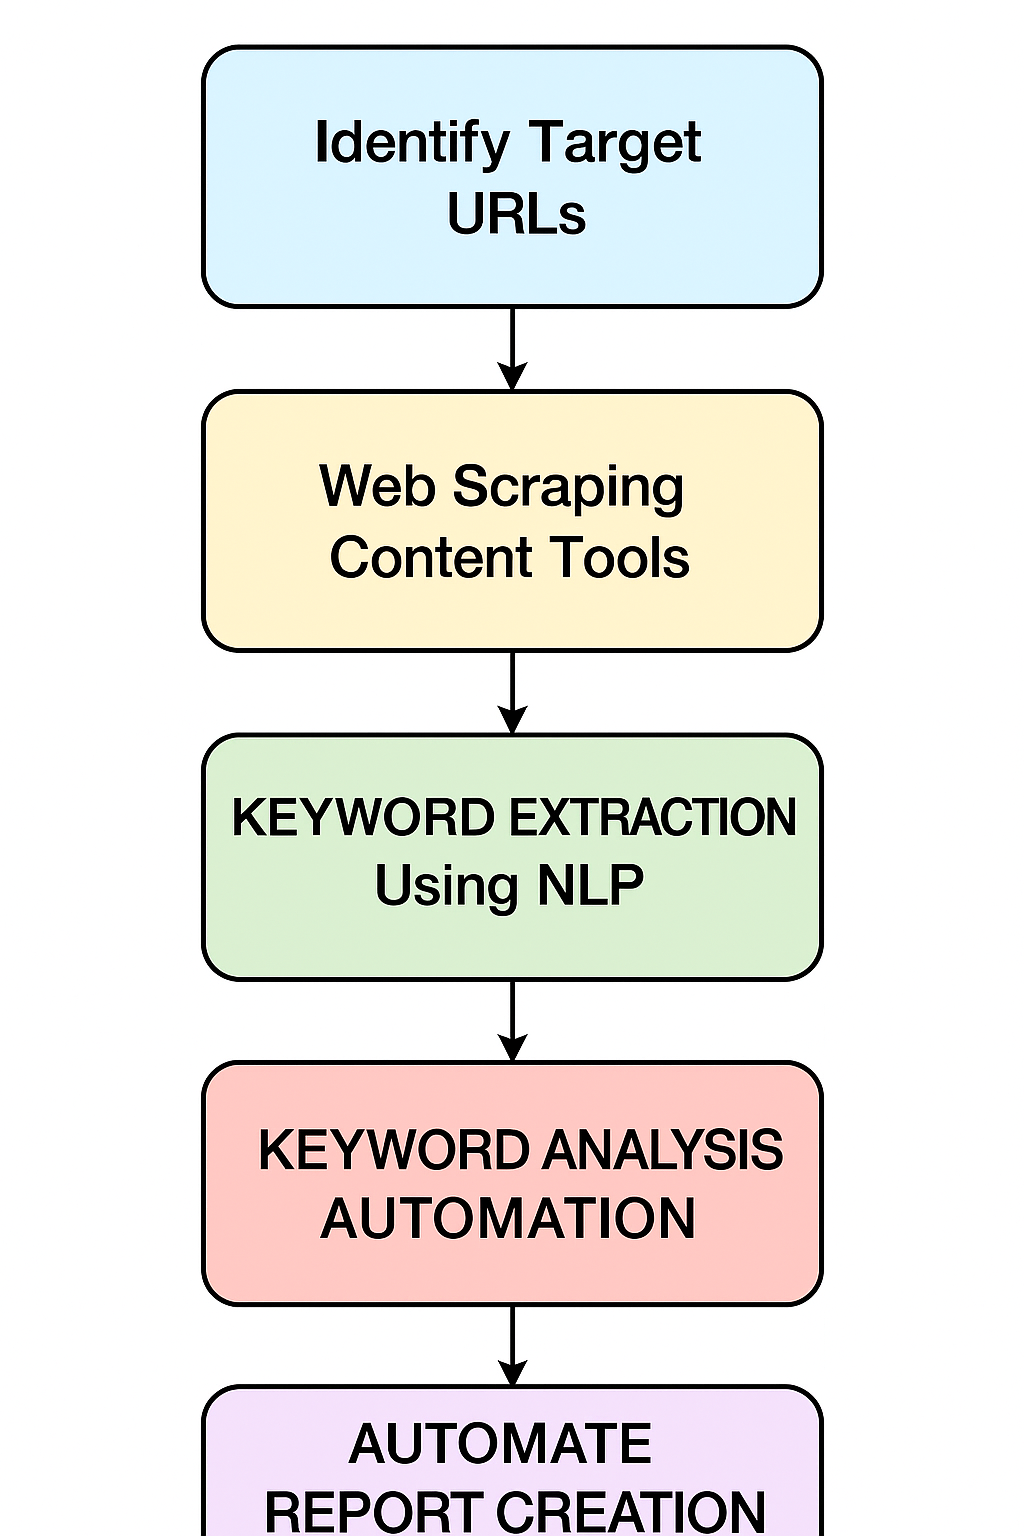 Identify Target
URLs
Web Scraping
Content Tools
KEYWORD EXTRACTION
Using NLP
KEYWORD ANALYSIS
AUTOMATION
AUTOMATE
REPORT CREATION